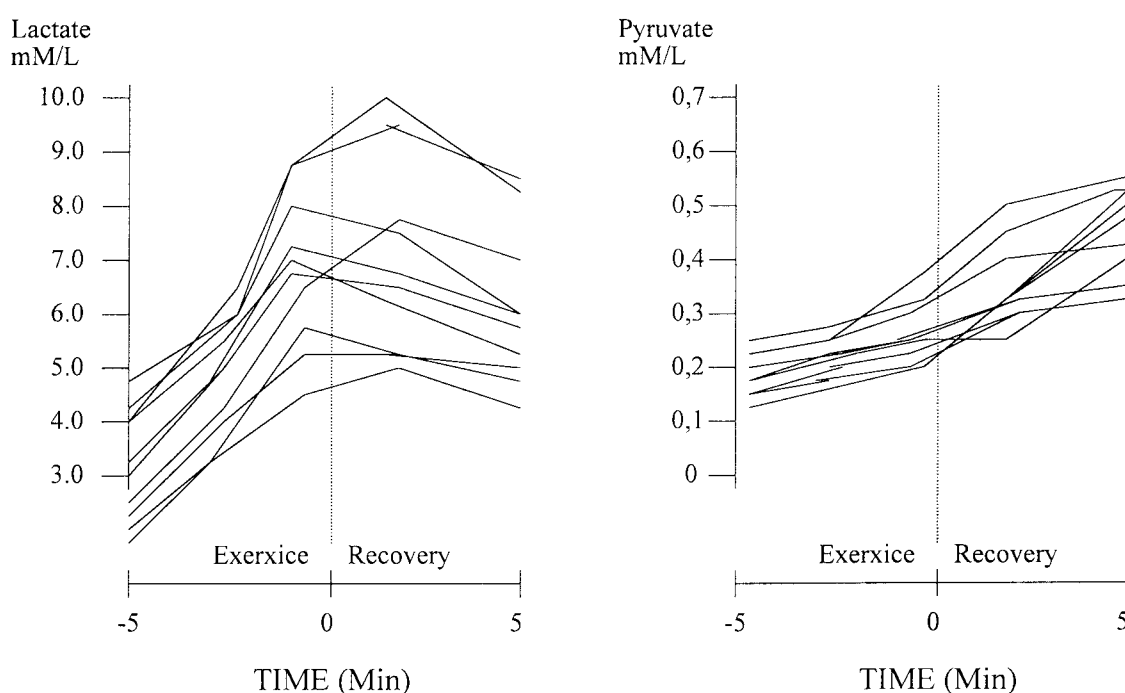 Lactate
mM/L
10.0
9.0
8.0
7.0
6.0
5.0
4.0
3.0
Exerxice
Recovery
-5
0
5
TIME (Min)
Pyruvate
mM/L
0,7
0,6
0,5
0,4
0,3
0,2
0,1
0
Exerxice
Recovery
-5
0
5
TIME (Min)